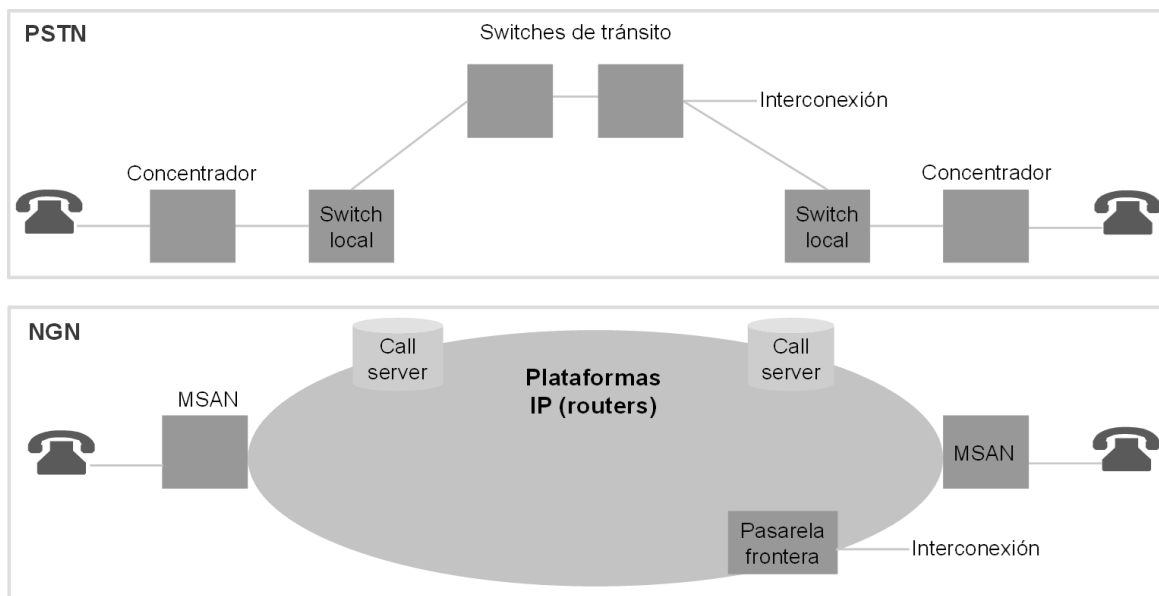 PSTN
Switches de tránsito
Interconexión
Concentrador
Concentrador
Switch
local
Switch
local
NGN
Call
server
Call
server
Plataformas
IP (routers)
MSAN
MSAN
Pasarela
frontera
Interconexión